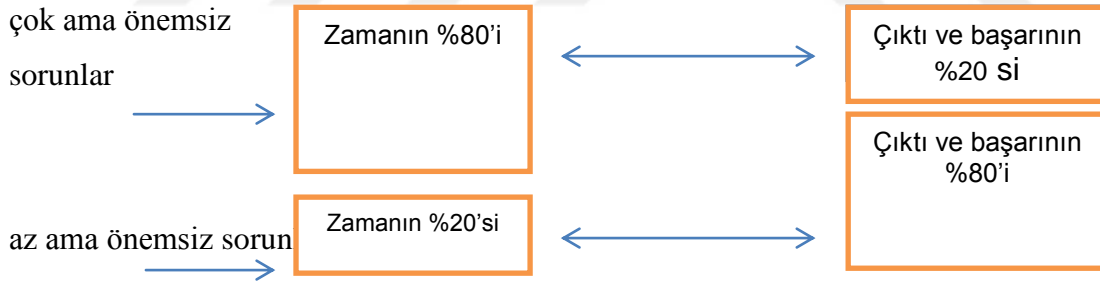 çok ama önemsiz
sorunlar
Zamanın %80’i
Çıktı ve başarının
%20 si
Çıktı ve başarının
%80’i
az ama önemsiz sorun
Zamanın %20’si